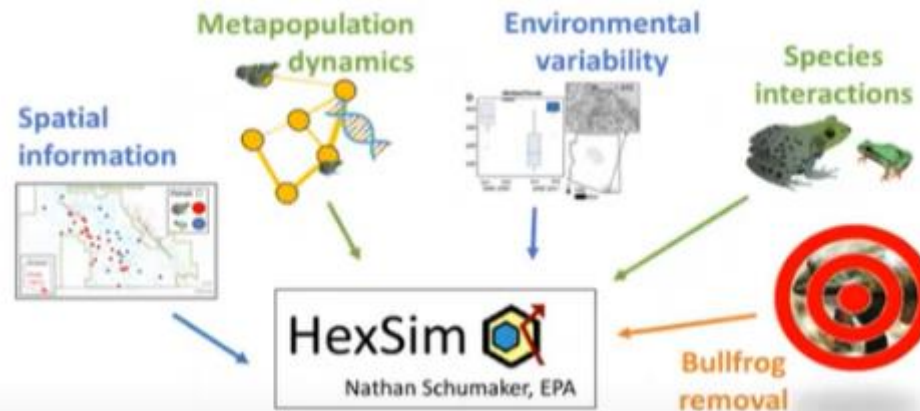 Metapopulation
dynamics
Environmental
variability
Species
interactions
Spatial
information
HexSim
Nathan Schumaker, EPA
Bullfrog
removal